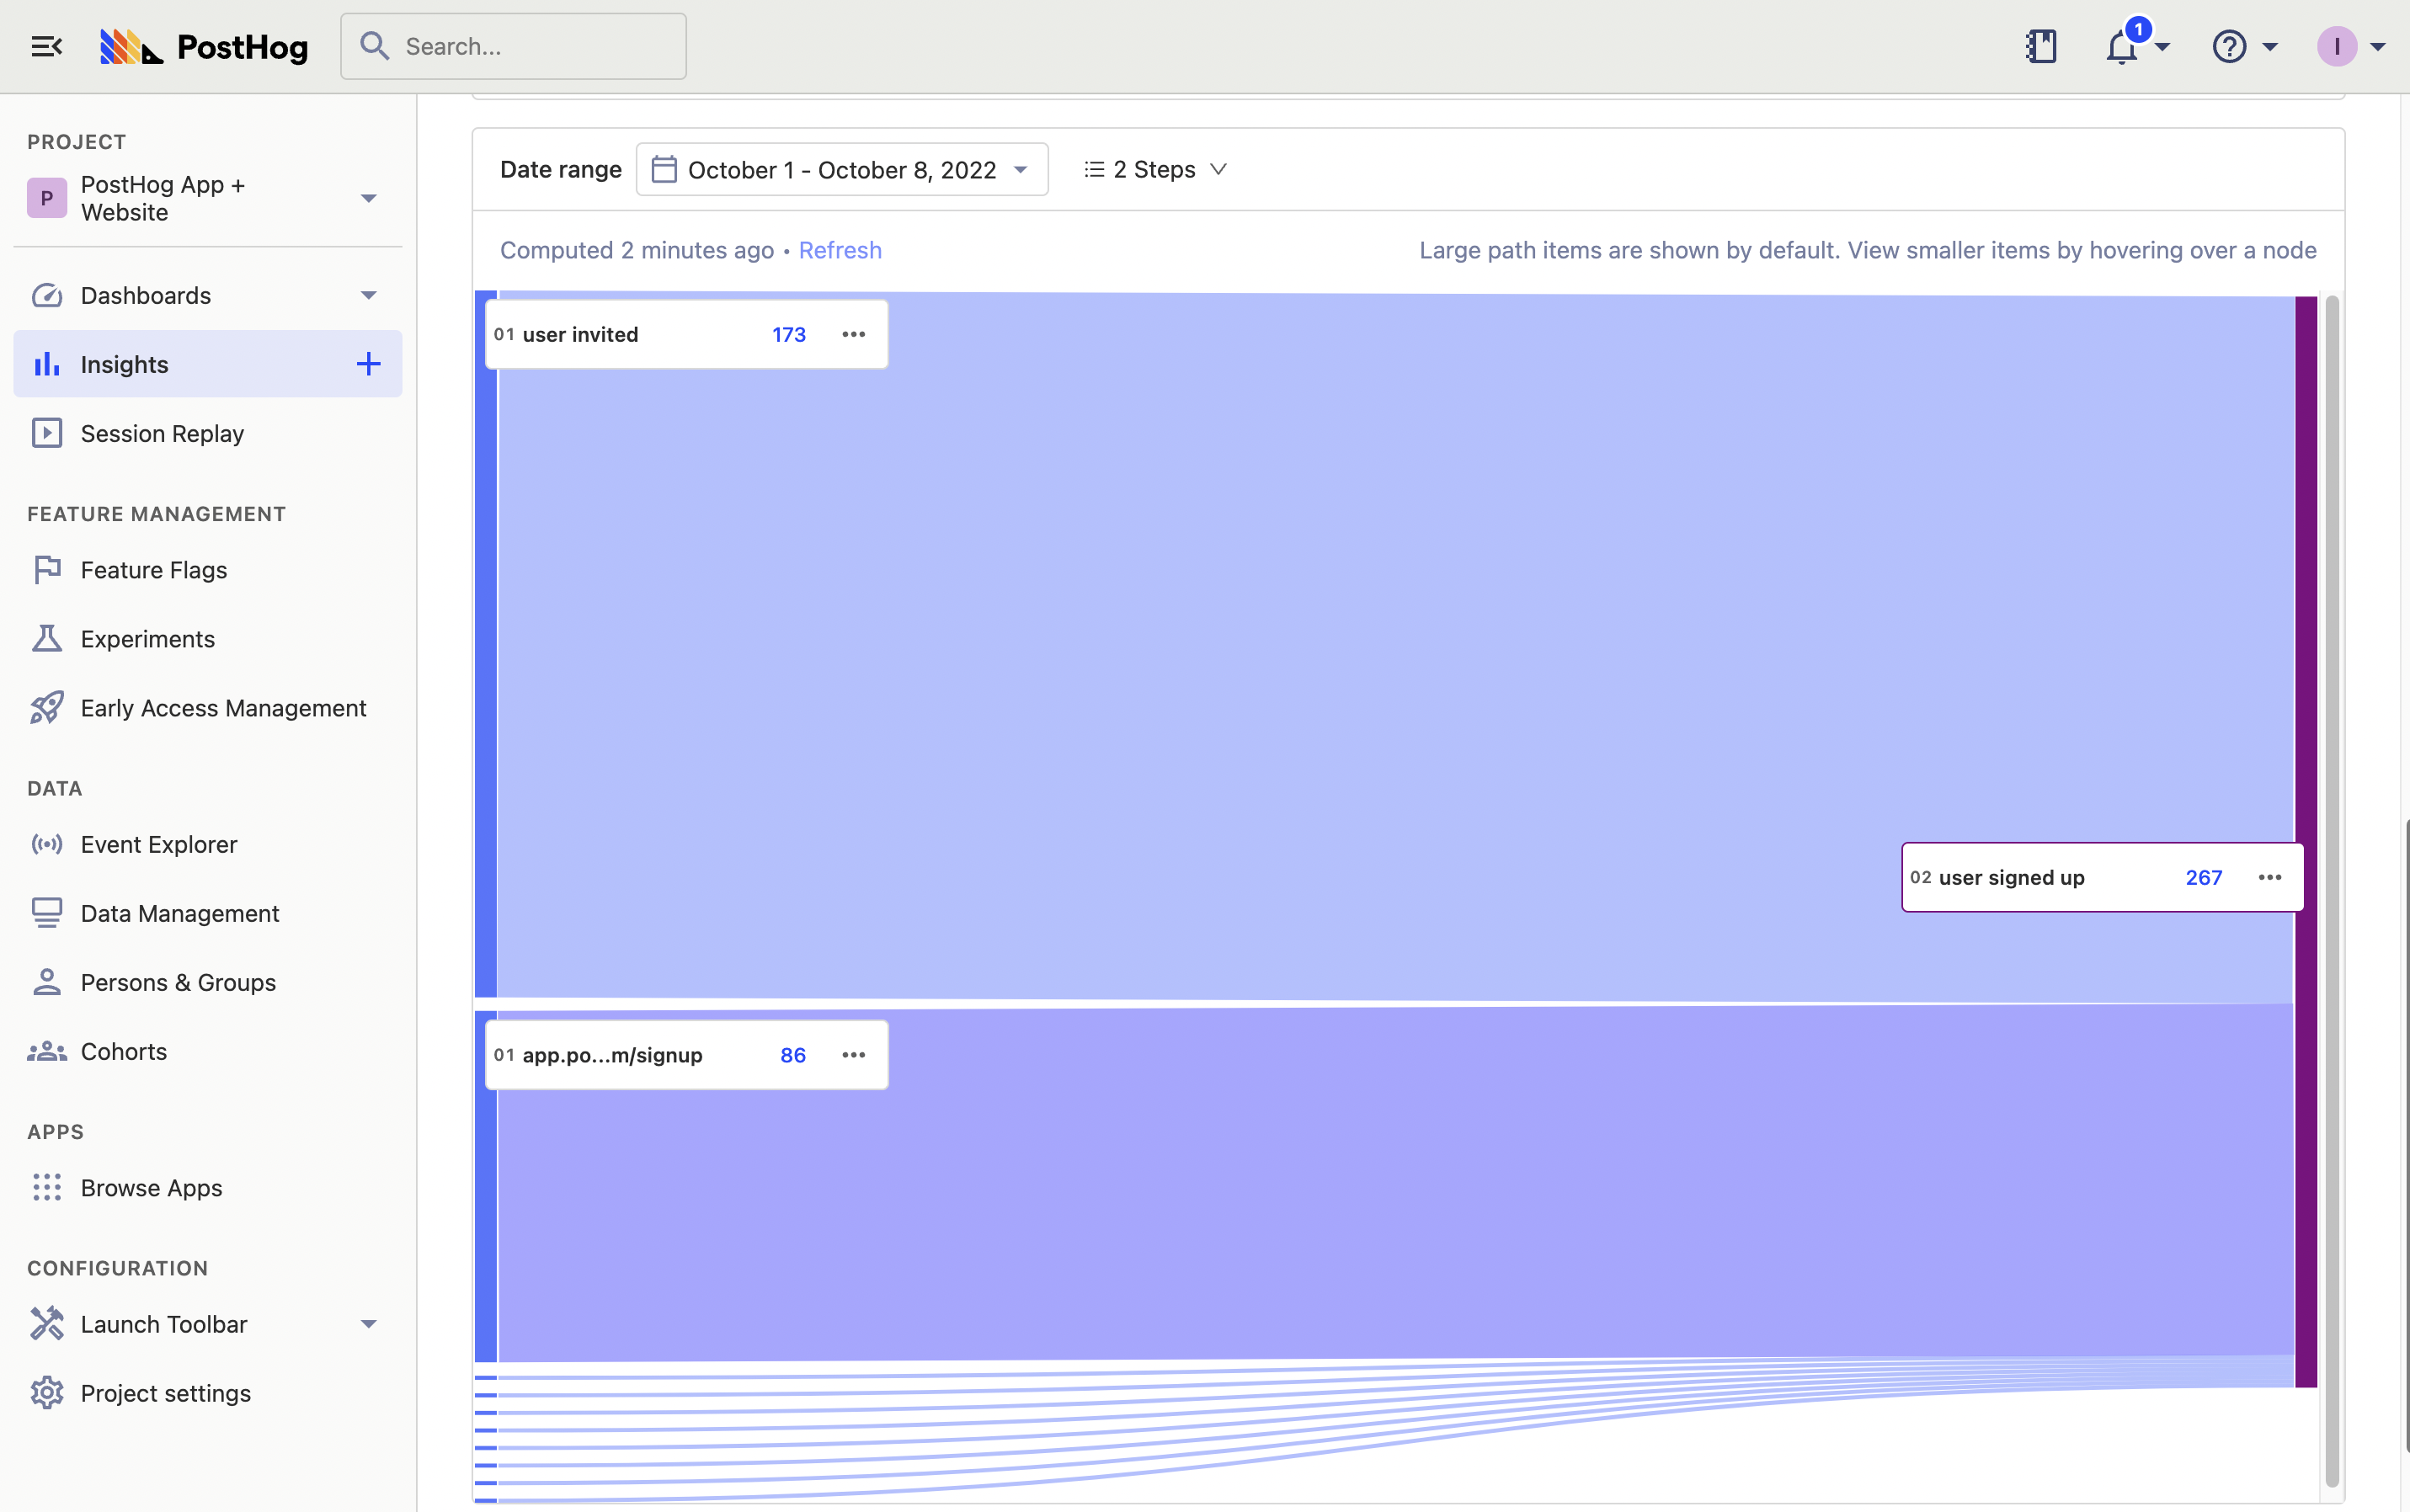 PostHog
Search...
1
I
PROJECT
P
PostHog App +
Website
Dashboards
Insights
Session Replay
FEATURE MANAGEMENT
Feature Flags
Experiments
Early Access Management
DATA
Event Explorer
Data Management
Persons & Groups
Cohorts
APPS
Browse Apps
CONFIGURATION
Launch Toolbar
Project settings
Date range October 1 - October 8, 2022 2 Steps
Computed 2 minutes ago • Refresh
Large path items are shown by default. View smaller items by hovering over a node
01 user invited 173
02 user signed up 267
01 app.po...m/signup 86